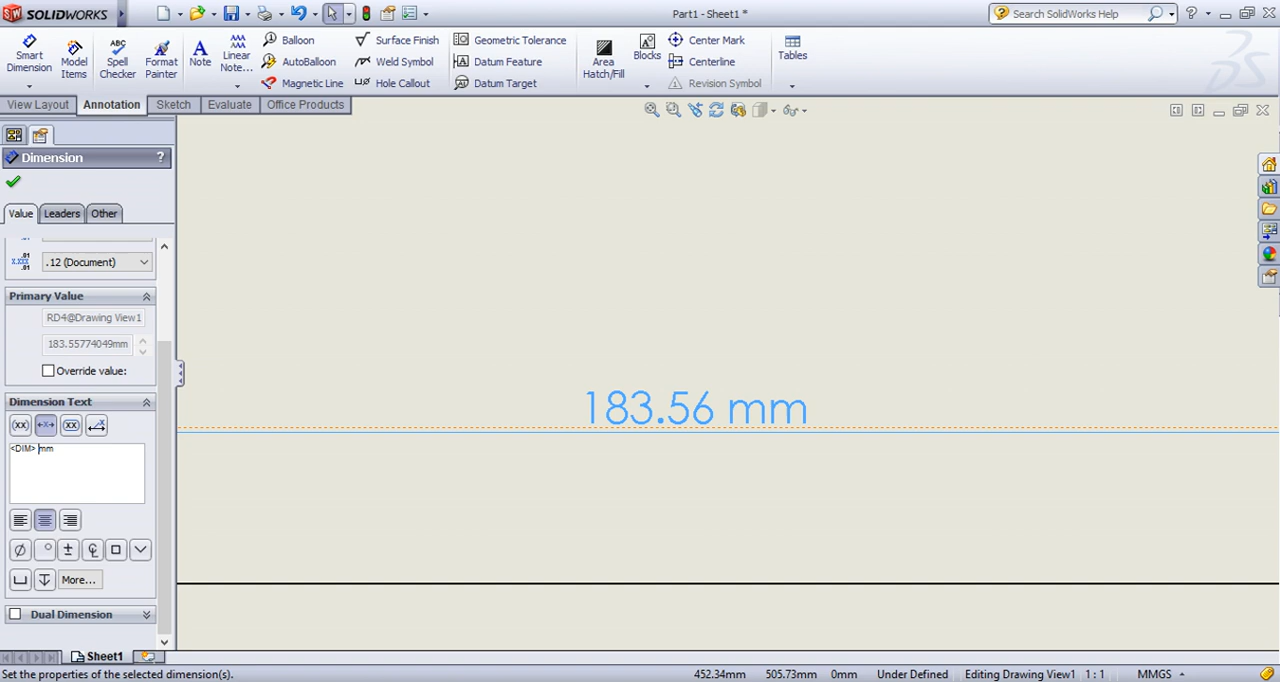 SOLIDWORKS
Part1 - Sheet1 *
Search SolidWorks Help
Smart Dimension
Model Items
Spell Checker
Format Painter
Note
Linear Note...
Balloon
AutoBalloon
Magnetic Line
Surface Finish
Weld Symbol
Hole Callout
Geometric Tolerance
Datum Feature
Datum Target
Area Hatch/Fill
Blocks
Center Mark
Centerline
Revision Symbol
Tables
View Layout
Annotation
Sketch
Evaluate
Office Products
Dimension
?
Value
Leaders
Other
.12 (Document)
Primary Value
RD4@Drawing View1
183.55774049mm
Override value:
Dimension Text
<DIM> mm
More...
Dual Dimension
183.56 mm
Sheet1
Set the properties of the selected dimension(s).
452.34mm
505.73mm
0mm
Under Defined
Editing Drawing View1
1 : 1
MMGS